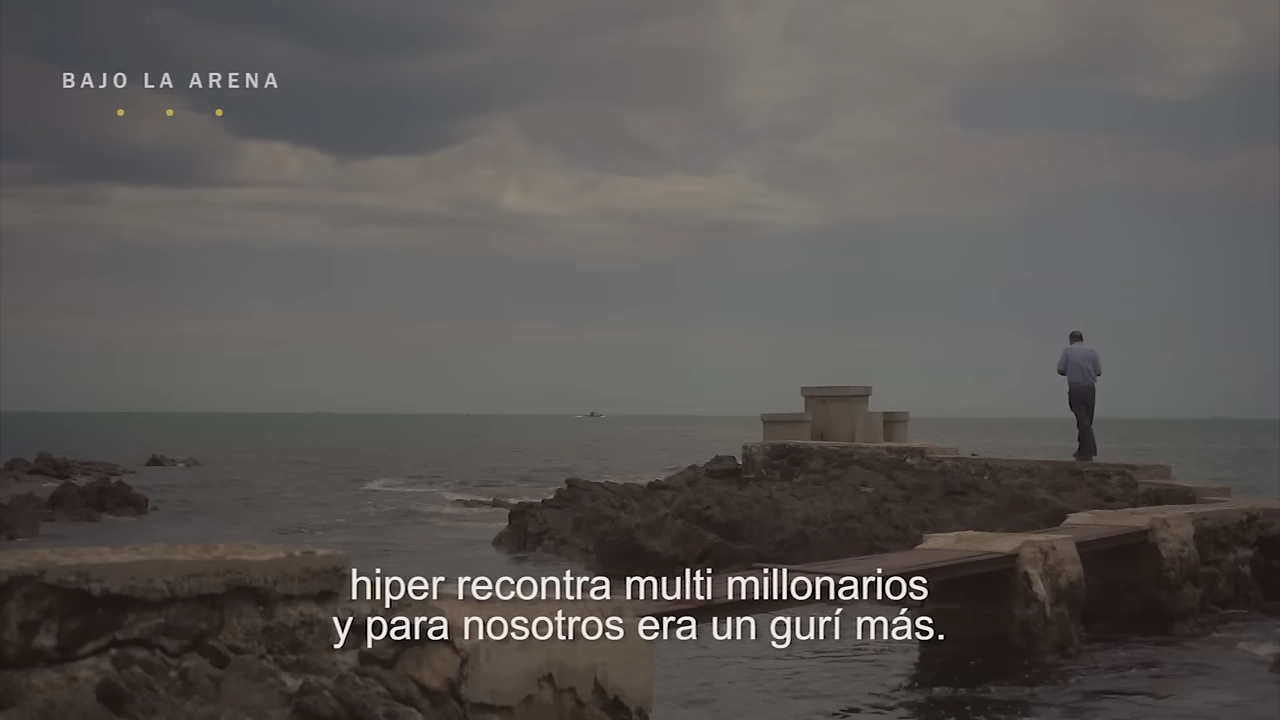 BAJO LA ARENA
hiper recontra multi millonarios
y para nosotros era un gurí más.